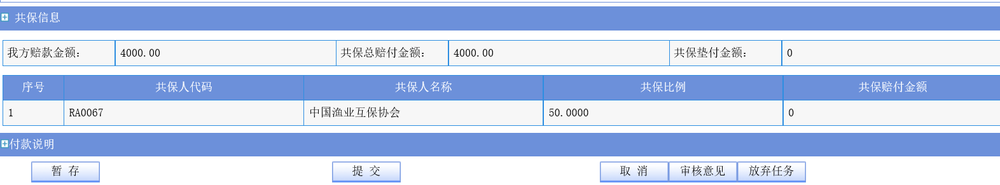 共保信息
我方赔款金额： 4000.00 共保总赔付金额： 4000.00 共保垫付金额： 0
序号 共保人代码 共保人名称 共保比例 共保赔付金额
1 RA0067 中国渔业互保协会 50.0000 0
付款说明
暂 存 提 交 取 消 审核意见 放弃任务